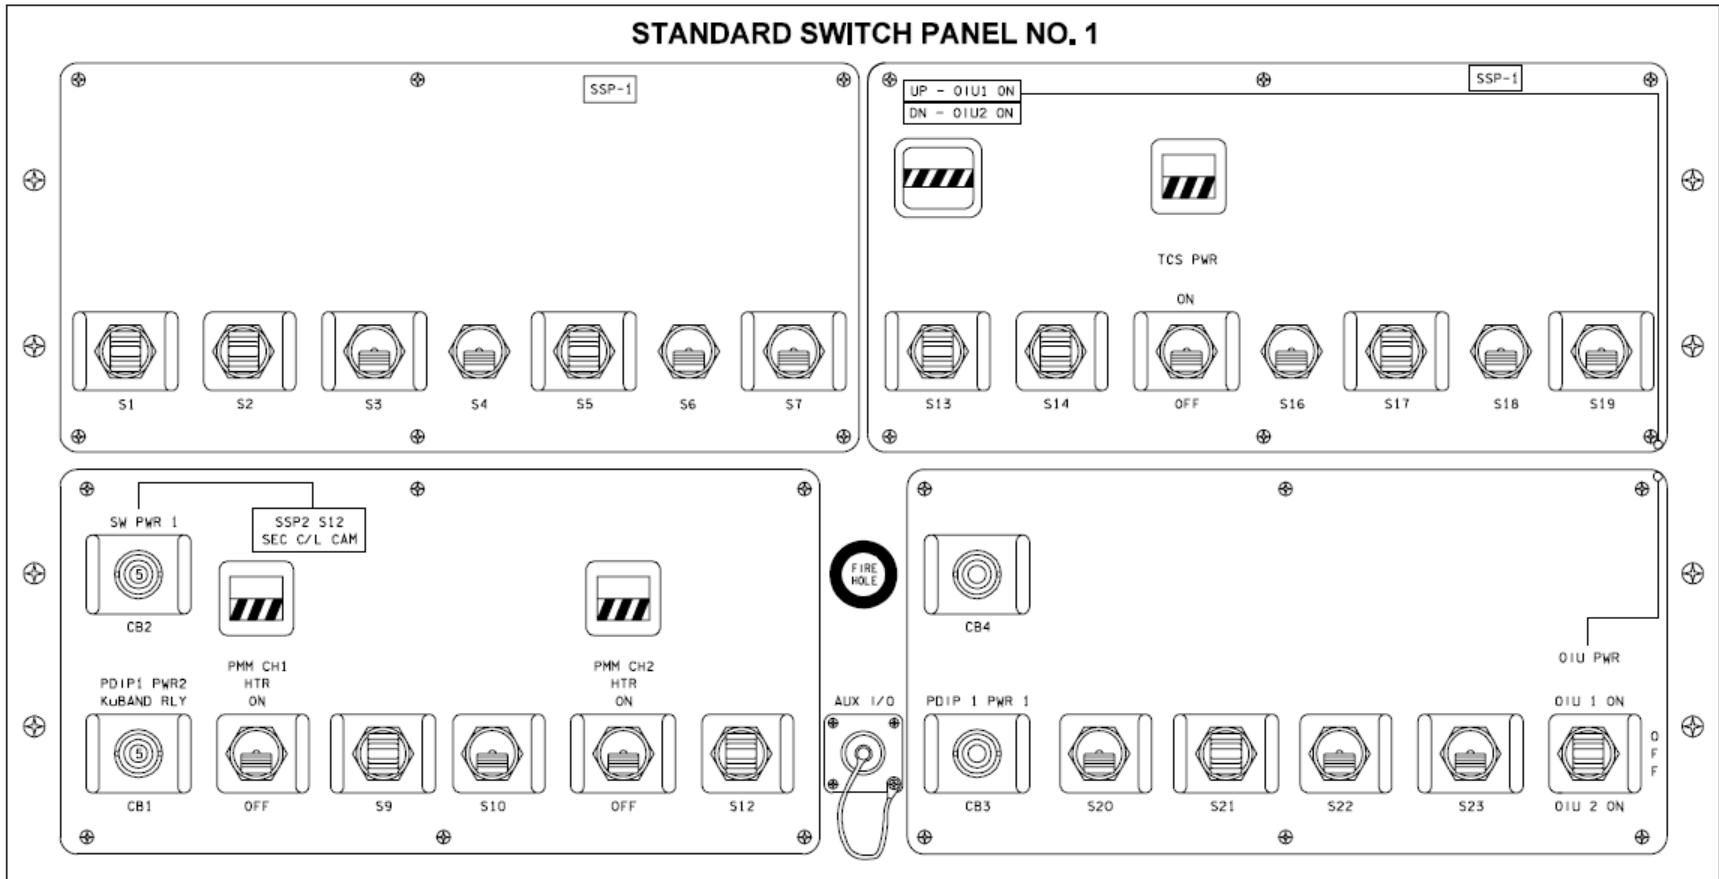 STANDARD SWITCH PANEL NO. 1
SSP-1
S1 S2 S3 S4 S5 S6 S7
UP - OIU1 ON
DN - OIU2 ON
SSP-1
TCS PWR
ON
S13 S14 OFF S16 S17 S18 S19
SW PWR 1
SSP2 S12
SEC C/L CAM
5
CB2
PMM CH1
HTR
ON
PMM CH2
HTR
ON
PDIP1 PWR2
KuBAND RLY
5
CB1 OFF S9 S10 OFF S12
FIRE
HOLE
AUX I/O
CB4
OIU PWR
PDIP 1 PWR 1
OIU 1 ON
OFF
CB3 S20 S21 S22 S23 OIU 2 ON